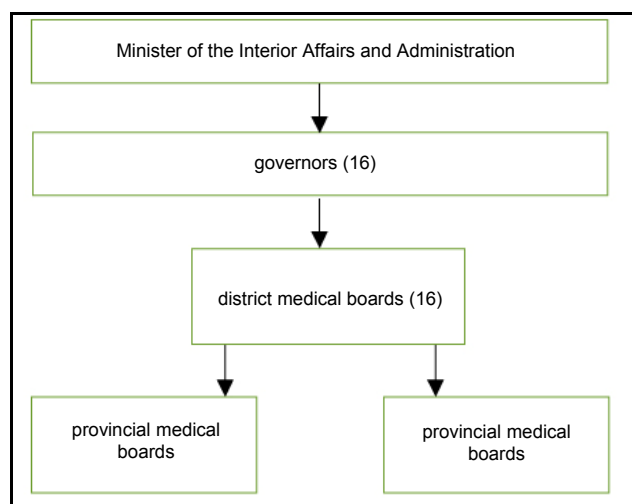 Minister of the Interior Affairs and Administration
governors (16)
district medical boards (16)
provincial medical
boards
provincial medical
boards